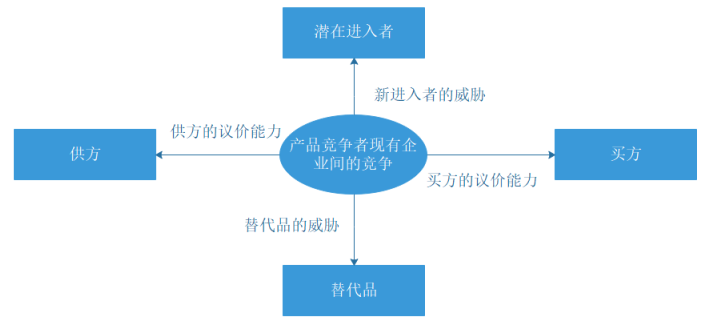 潜在进入者
新进入者的威胁
供方的议价能力
供方
产品竞争者现有企
业间的竞争
买方
买方的议价能力
替代品的威胁
替代品